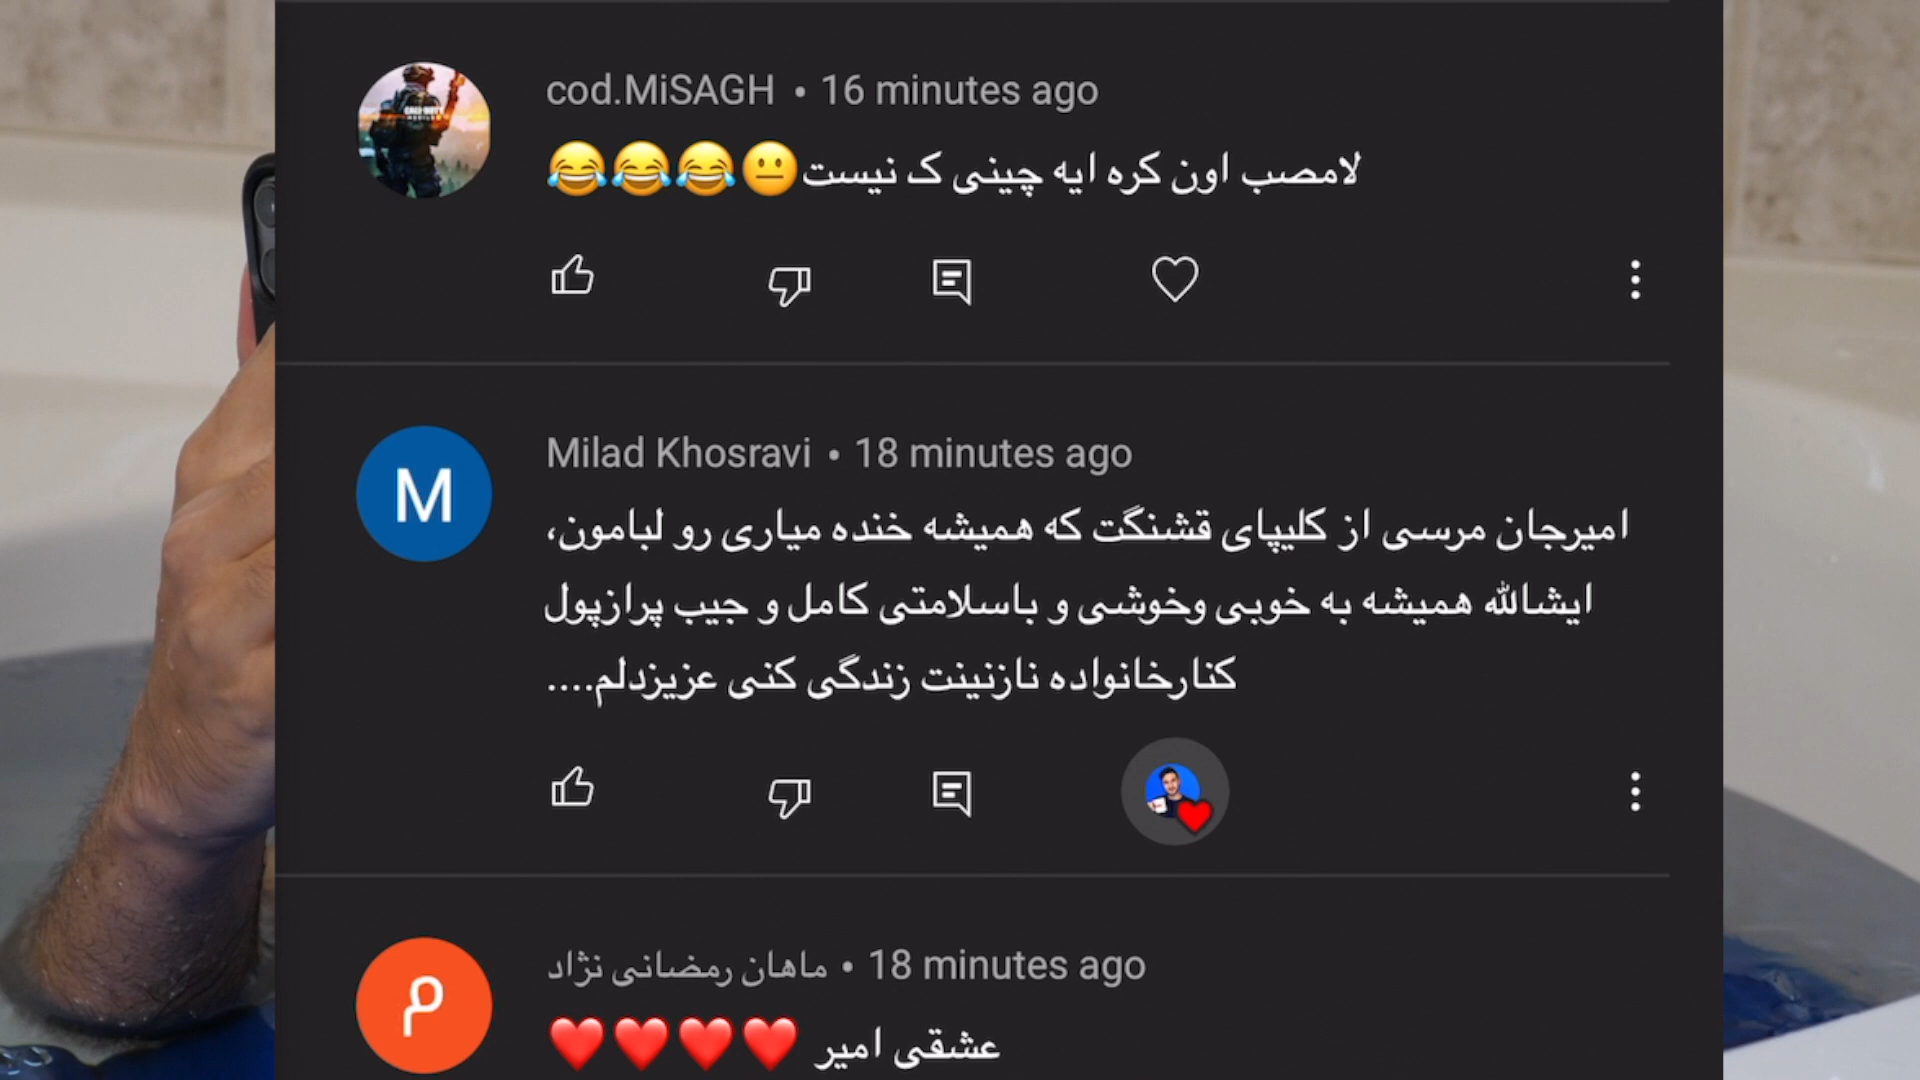 cod.MiSAGH • 16 minutes ago
لامصب اون کره ایه چینی ک نیست😐😂😂😂
M
Milad Khosravi • 18 minutes ago
امیرجان مرسی از کلیپای قشنگت که همیشه خنده میاری رو لبامون،
ایشالله همیشه به خوبی وخوشی و باسلامتی کامل و جیب پرازپول
کنارخانواده نازنینت زندگی کنی عزیزدلم....
م
ماهان رمضانی نژاد • 18 minutes ago
عشقی امیر ❤️❤️❤️❤️